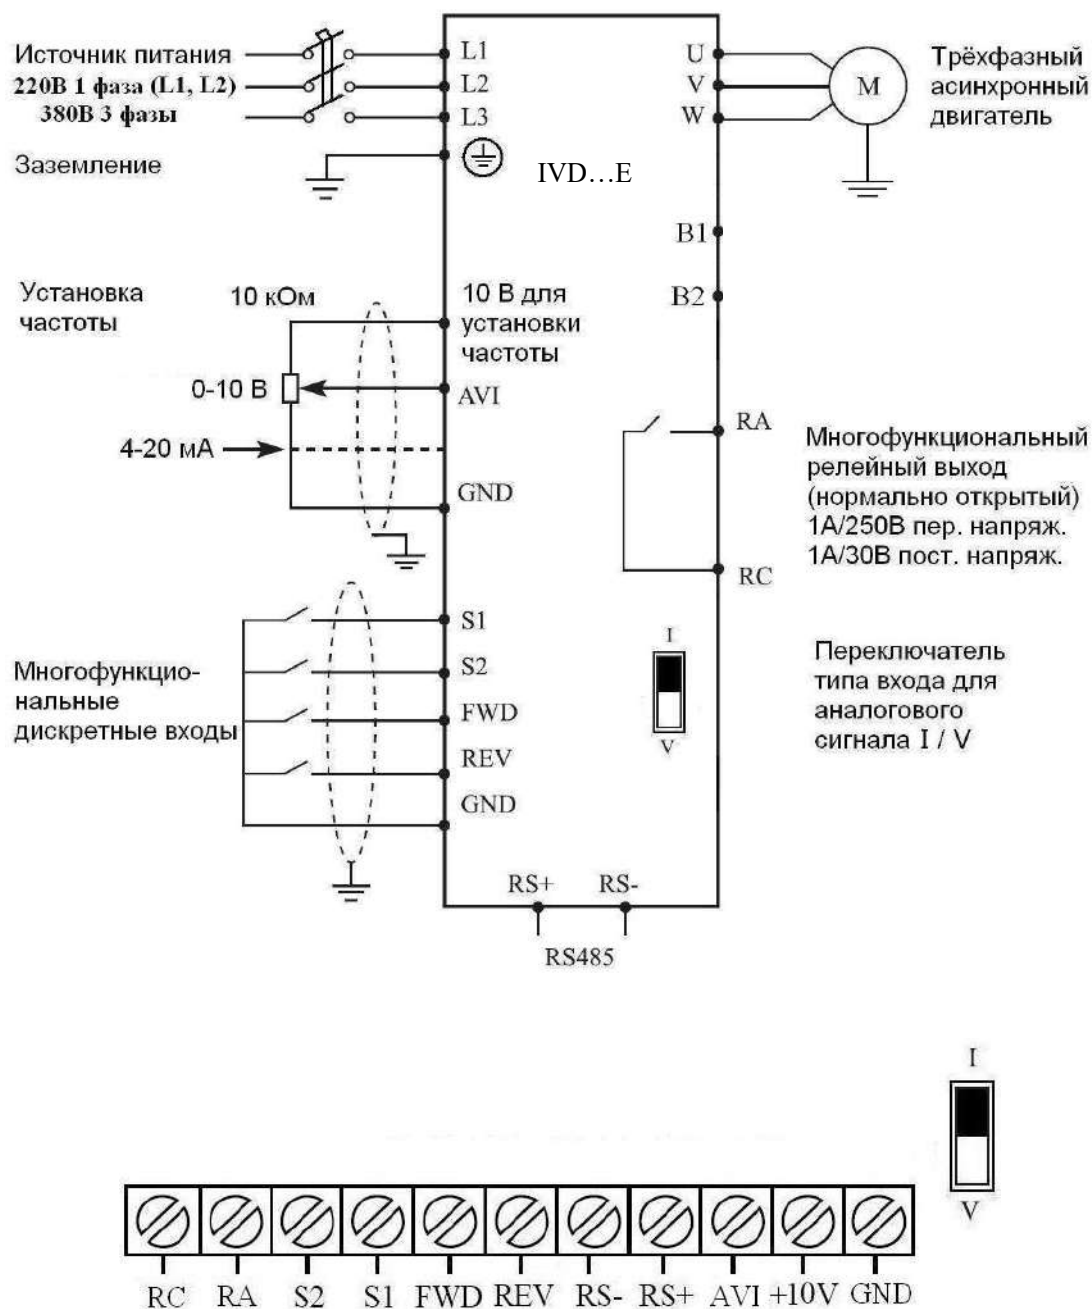 Источник питания
220В 1 фаза (L1, L2)
380В 3 фазы
Заземление
L1
L2
L3
IVD…E
U
V
W
M
Трёхфазный
асинхронный
двигатель
B1
B2
Установка
частоты
10 кОм
0-10 В
4-20 мА
10 В для
установки
частоты
AVI
GND
RA
RC
Многофункциональный
релейный выход
(нормально открытый)
1А/250В пер. напряж.
1А/30В пост. напряж.
Многофункцио-
нальные
дискретные входы
S1
S2
FWD
REV
GND
I
V
Переключатель
типа входа для
аналогового
сигнала I / V
RS+ RS-
RS485
I
V
RC RA S2 S1 FWD REV RS- RS+ AVI +10V GND